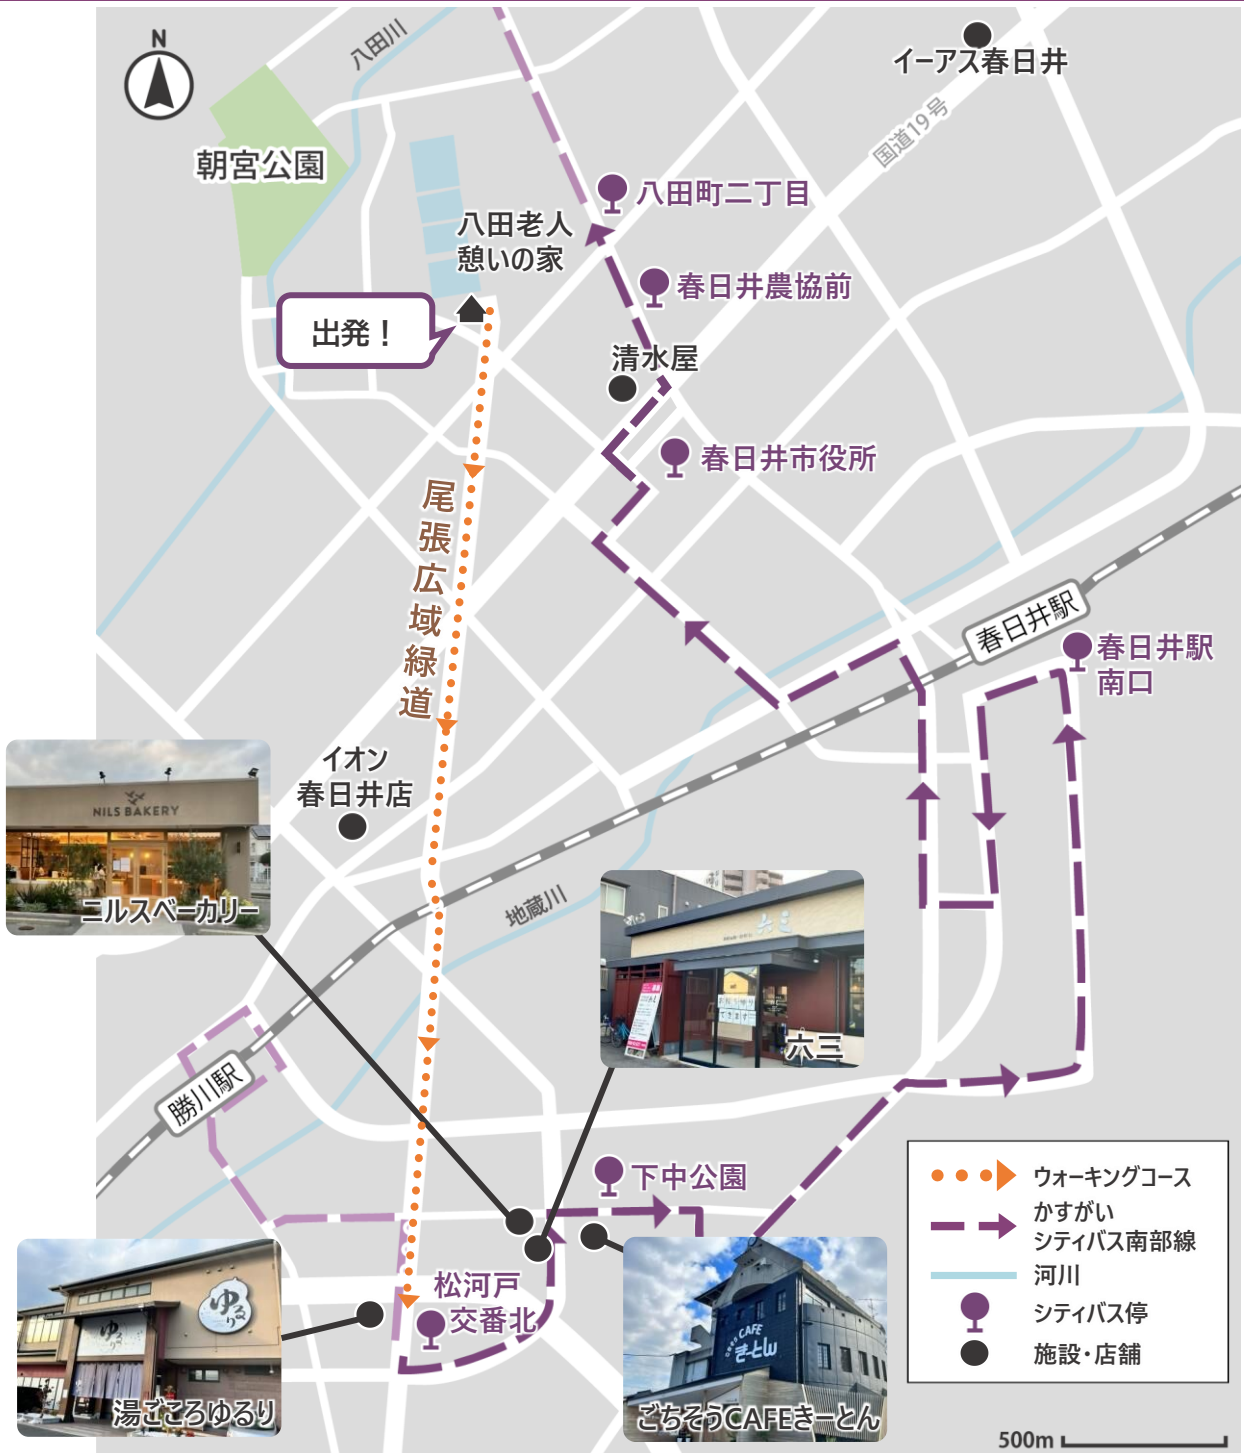 N
八田川
イーアス春日井
国道19号
朝宮公園
八田町二丁目
八田老人
憩いの家
春日井農協前
出発！
清水屋
春日井市役所
尾張広域緑道
春日井駅
春日井駅
南口
イオン
春日井店
NILS BAKERY
ニルスベーカリー
地蔵川
六三
六三
勝川駅
下中公園
ウォーキングコース
かすがい
シティバス南部線
河川
シティバス停
施設・店舗
松河戸
交番北
ゆるり
ゆるり
湯ごころゆるり
CAFE
きーとん
ごちそうCAFEきーとん
500m